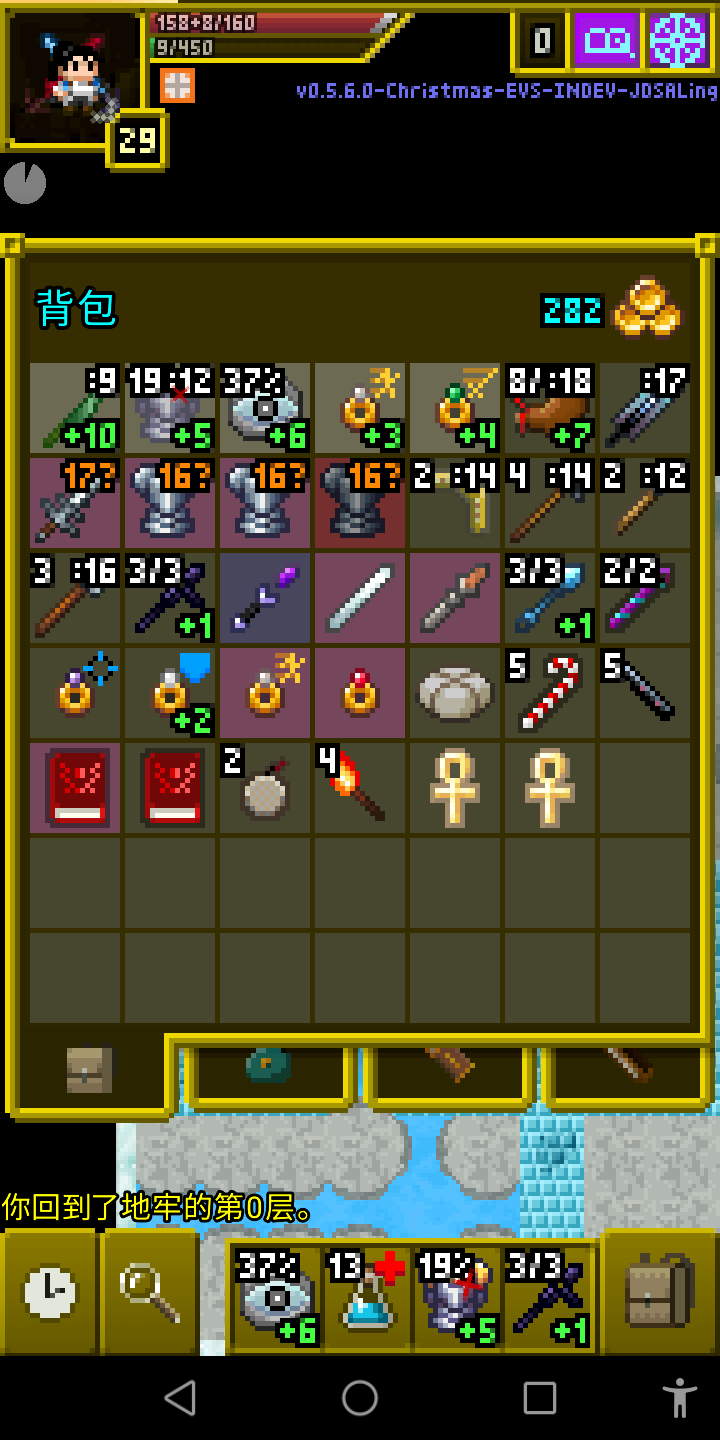 158+8/160
9/450
0
v0.5.6.0-Christmas-EVS-INDEV-JDSALing
29
背包
282
:9 19 :12 37% 8/ :18 :17
+10 +5 +6 +3 +4 +7
17? 16? 16? 16? 2 :14 4 :14 2 :12
3 :16 3/3 3/3 2/2
+1 +1
5 5
+2
2 4
你回到了地牢的第0层。
37% 13 19% 3/3
+6 +5 +1